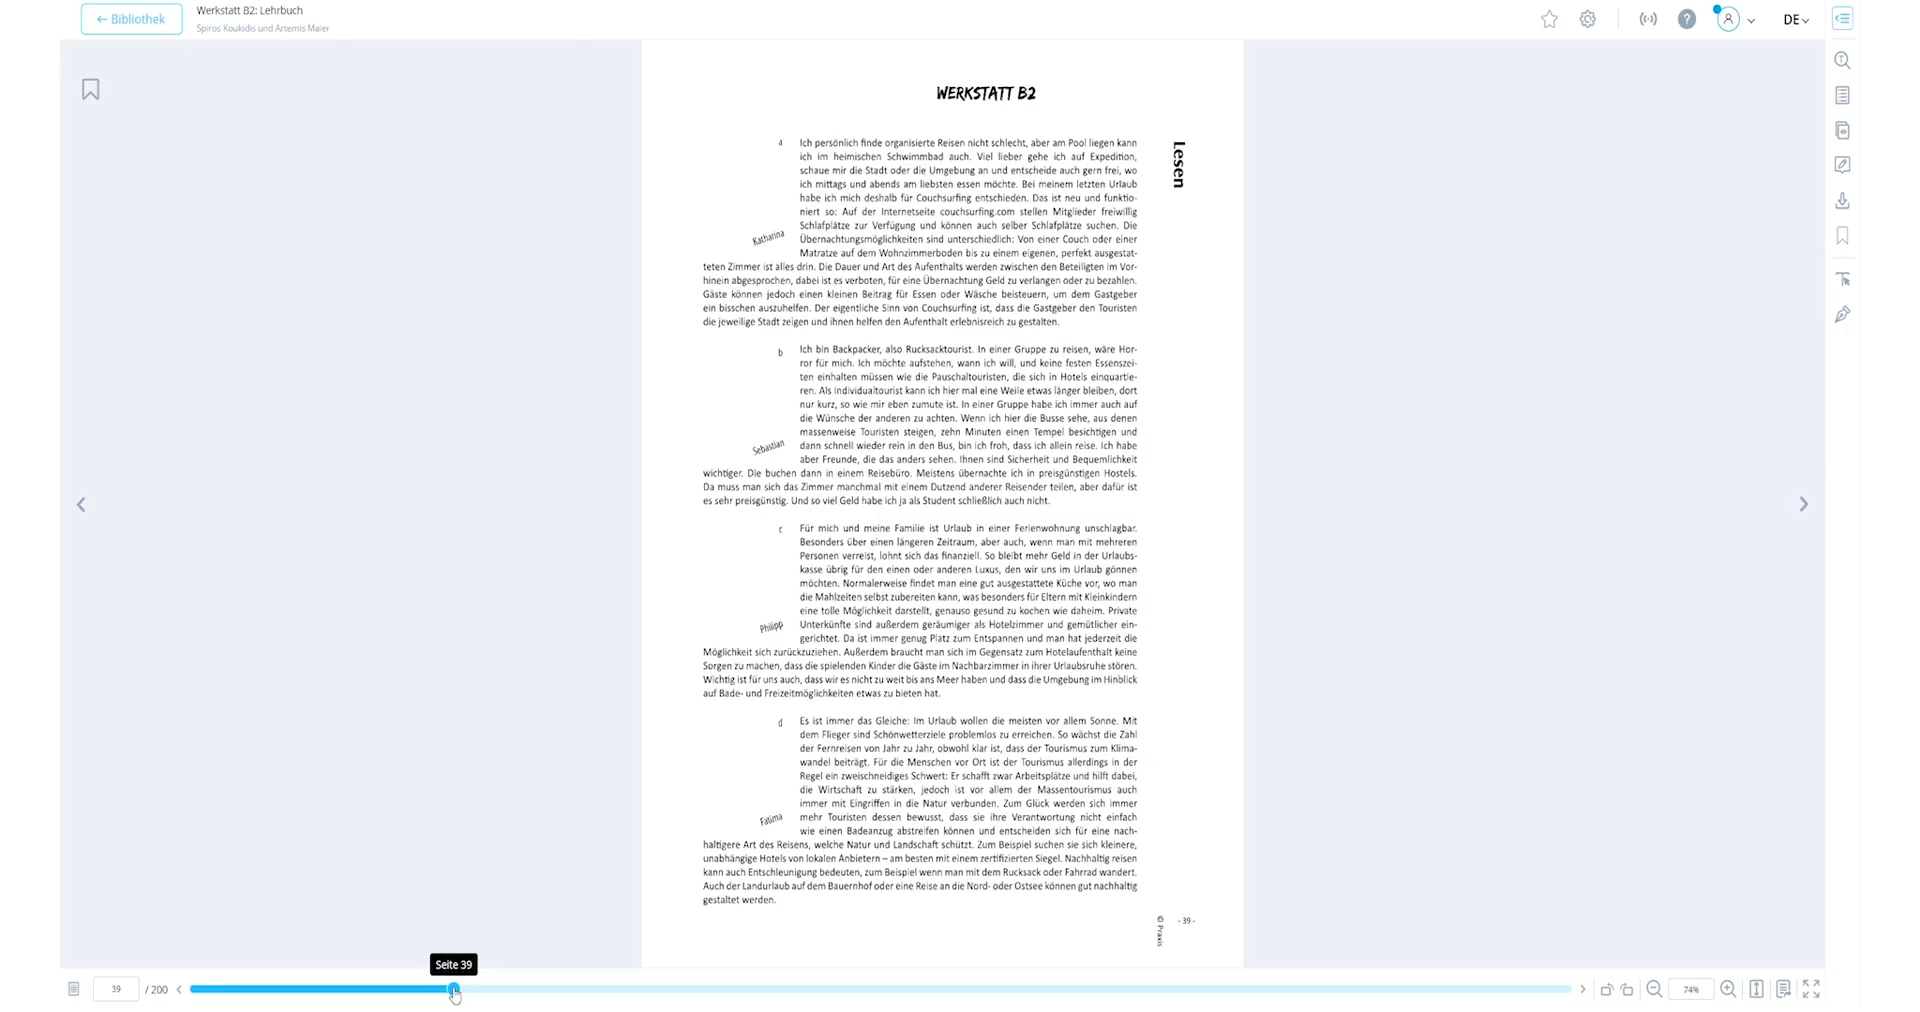 ← Bibliothek
Werkstatt B2: Lehrbuch
Spiros Koukidis und Artemis Maier
DE
WERKSTATT B2
Lesen
a
Ich persönlich finde organisierte Reisen nicht schlecht, aber am Pool liegen kann
ich im heimischen Schwimmbad auch. Viel lieber gehe ich auf Expedition,
schaue mir die Stadt oder die Umgebung an und entscheide auch gern frei, wo
ich mittags und abends am liebsten essen möchte. Bei meinem letzten Urlaub
habe ich mich deshalb für Couchsurfing entschieden. Das ist neu und funktio-
niert so: Auf der Internetseite couchsurfing.com stellen Mitglieder freiwillig
Schlafplätze zur Verfügung und können auch selber Schlafplätze suchen. Die
Übernachtungsmöglichkeiten sind unterschiedlich: Von einer Couch oder einer
Katharina
Matratze auf dem Wohnzimmerboden bis zu einem eigenen, perfekt ausgestat-
teten Zimmer ist alles drin. Die Dauer und Art des Aufenthalts werden zwischen den Beteiligten im Vor-
hinein abgesprochen, dabei ist es verboten, für eine Übernachtung Geld zu verlangen oder zu bezahlen.
Gäste können jedoch einen kleinen Beitrag für Essen oder Wäsche beisteuern, um dem Gastgeber
ein bisschen auszuhelfen. Der eigentliche Sinn von Couchsurfing ist, dass die Gastgeber den Touristen
die jeweilige Stadt zeigen und ihnen helfen den Aufenthalt erlebnisreich zu gestalten.
b
Ich bin Backpacker, also Rucksacktourist. In einer Gruppe zu reisen, wäre Hor-
ror für mich. Ich möchte aufstehen, wann ich will, und keine festen Essenszei-
ten einhalten müssen wie die Pauschaltouristen, die sich in Hotels einquartie-
ren. Als Individualtourist kann ich hier mal eine Weile etwas länger bleiben, dort
nur kurz, so wie mir eben zumute ist. In einer Gruppe habe ich immer auch auf
die Wünsche der anderen zu achten. Wenn ich hier die Busse sehe, aus denen
massenweise Touristen steigen, zehn Minuten einen Tempel besichtigen und
Sebastian
dann schnell wieder rein in den Bus, bin ich froh, dass ich allein reise. Ich habe
aber Freunde, die das anders sehen. Ihnen sind Sicherheit und Bequemlichkeit
wichtiger. Die buchen dann in einem Reisebüro. Meistens übernachte ich in preisgünstigen Hostels.
Da muss man sich das Zimmer manchmal mit einem Dutzend anderer Reisender teilen, aber dafür ist
es sehr preisgünstig. Und so viel Geld habe ich ja als Student schließlich auch nicht.
c
Für mich und meine Familie ist Urlaub in einer Ferienwohnung unschlagbar.
Besonders über einen längeren Zeitraum, aber auch, wenn man mit mehreren
Personen verreist, lohnt sich das finanziell. So bleibt mehr Geld in der Urlaubs-
kasse übrig für den einen oder anderen Luxus, den wir uns im Urlaub gönnen
möchten. Normalerweise findet man eine gut ausgestattete Küche vor, wo man
die Mahlzeiten selbst zubereiten kann, was besonders für Eltern mit Kleinkindern
eine tolle Möglichkeit darstellt, genauso gesund zu kochen wie daheim. Private
Philipp
Unterkünfte sind außerdem geräumiger als Hotelzimmer und gemütlicher ein-
gerichtet. Da ist immer genug Platz zum Entspannen und man hat jederzeit die
Möglichkeit sich zurückzuziehen. Außerdem braucht man sich im Gegensatz zum Hotelaufenthalt keine
Sorgen zu machen, dass die spielenden Kinder die Gäste im Nachbarzimmer in ihrer Urlaubsruhe stören.
Wichtig ist für uns auch, dass wir es nicht zu weit bis ans Meer haben und dass die Umgebung im Hinblick
auf Bade- und Freizeitmöglichkeiten etwas zu bieten hat.
d
Es ist immer das Gleiche: Im Urlaub wollen die meisten vor allem Sonne. Mit
dem Flieger sind Schönwetterziele problemlos zu erreichen. So wächst die Zahl
der Fernreisen von Jahr zu Jahr, obwohl klar ist, dass der Tourismus zum Klima-
wandel beiträgt. Für die Menschen vor Ort ist der Tourismus allerdings in der
Regel ein zweischneidiges Schwert: Er schafft zwar Arbeitsplätze und hilft dabei,
die Wirtschaft zu stärken, jedoch ist vor allem der Massentourismus auch
immer mit Eingriffen in die Natur verbunden. Zum Glück werden sich immer
Fatima
mehr Touristen dessen bewusst, dass sie ihre Verantwortung nicht einfach
wie einen Badeanzug abstreifen können und entscheiden sich für eine nach-
haltigere Art des Reisens, welche Natur und Landschaft schützt. Zum Beispiel suchen sie sich kleinere,
unabhängige Hotels von lokalen Anbietern – am besten mit einem zertifizierten Siegel. Nachhaltig reisen
kann auch Entschleunigung bedeuten, zum Beispiel wenn man mit dem Rucksack oder Fahrrad wandert.
Auch der Landurlaub auf dem Bauernhof oder eine Reise an die Nord- oder Ostsee können gut nachhaltig
gestaltet werden.
© Praxis
- 39 -
Seite 39
39 / 200
74%